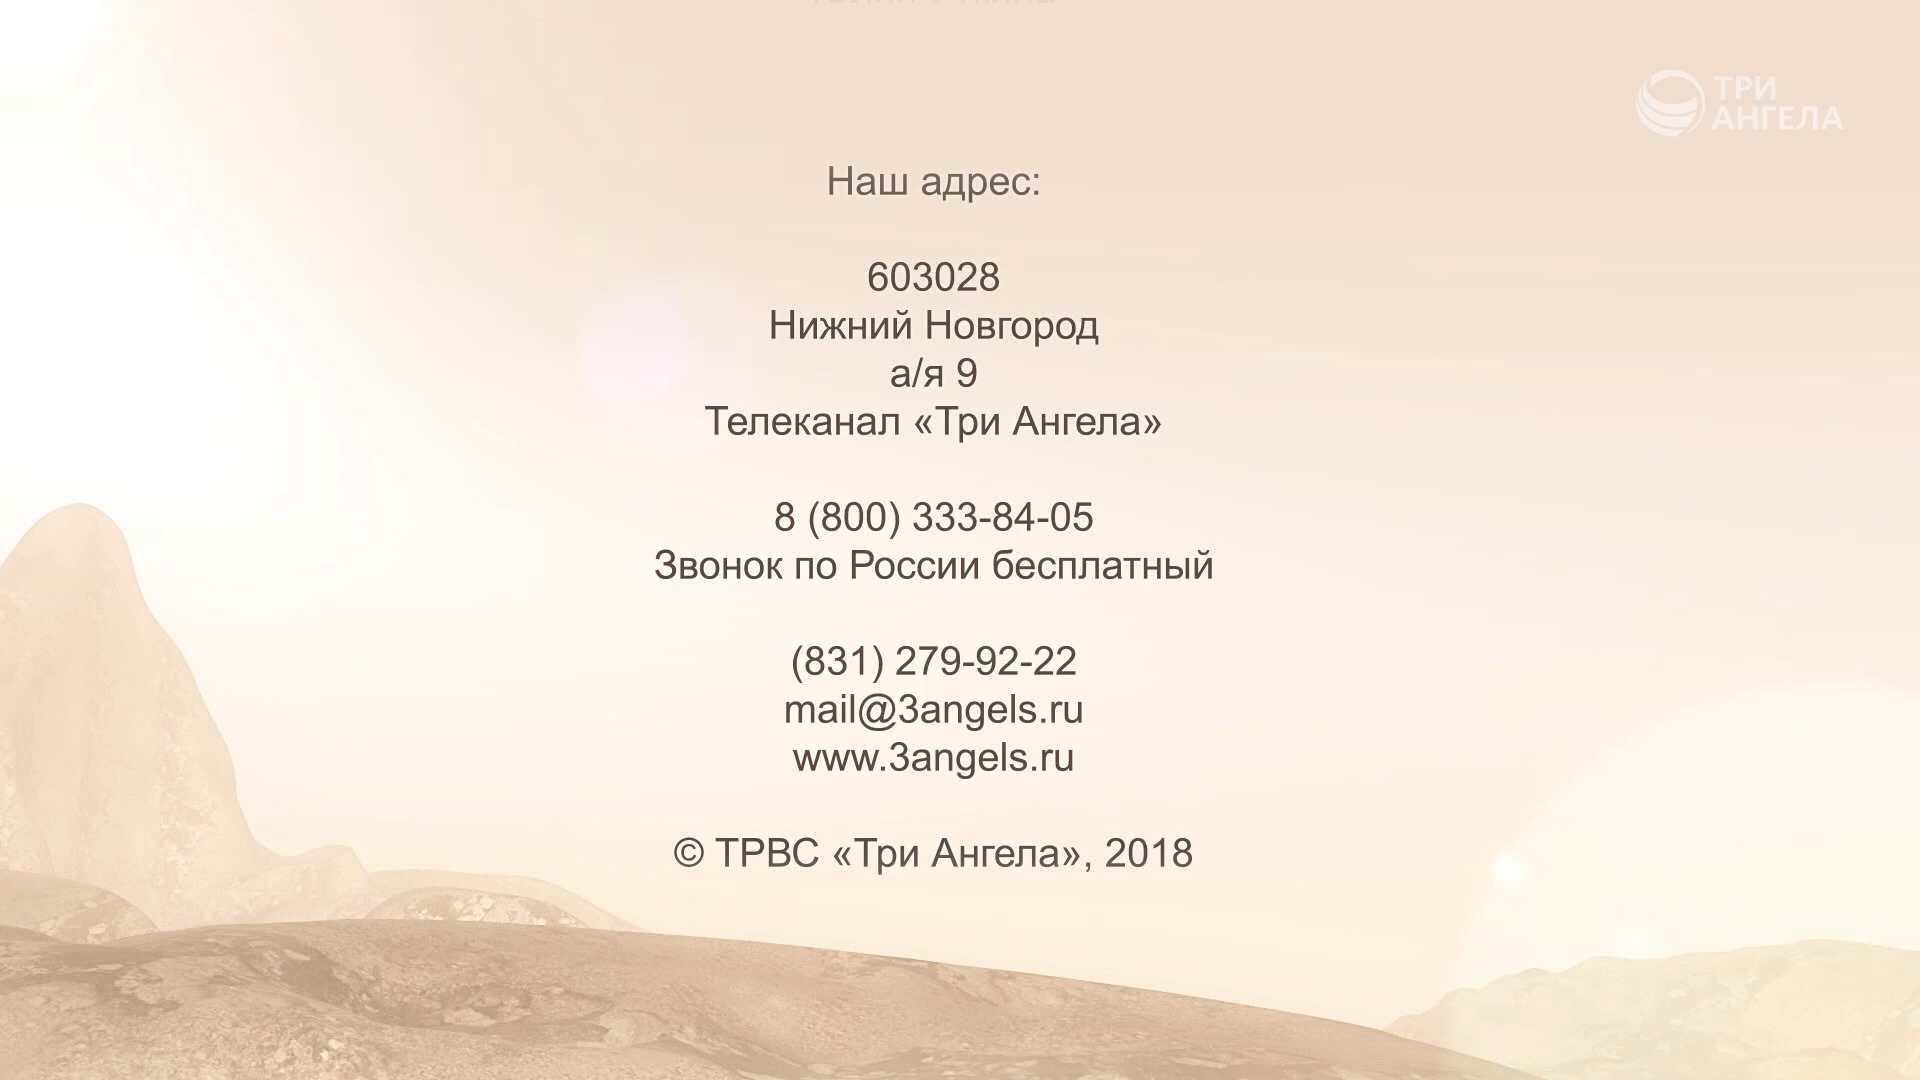 ТРИ
АНГЕЛА
Наш адрес:
603028
Нижний Новгород
а/я 9
Телеканал «Три Ангела»
8 (800) 333-84-05
Звонок по России бесплатный
(831) 279-92-22
mail@3angels.ru
www.3angels.ru
© ТРВС «Три Ангела», 2018